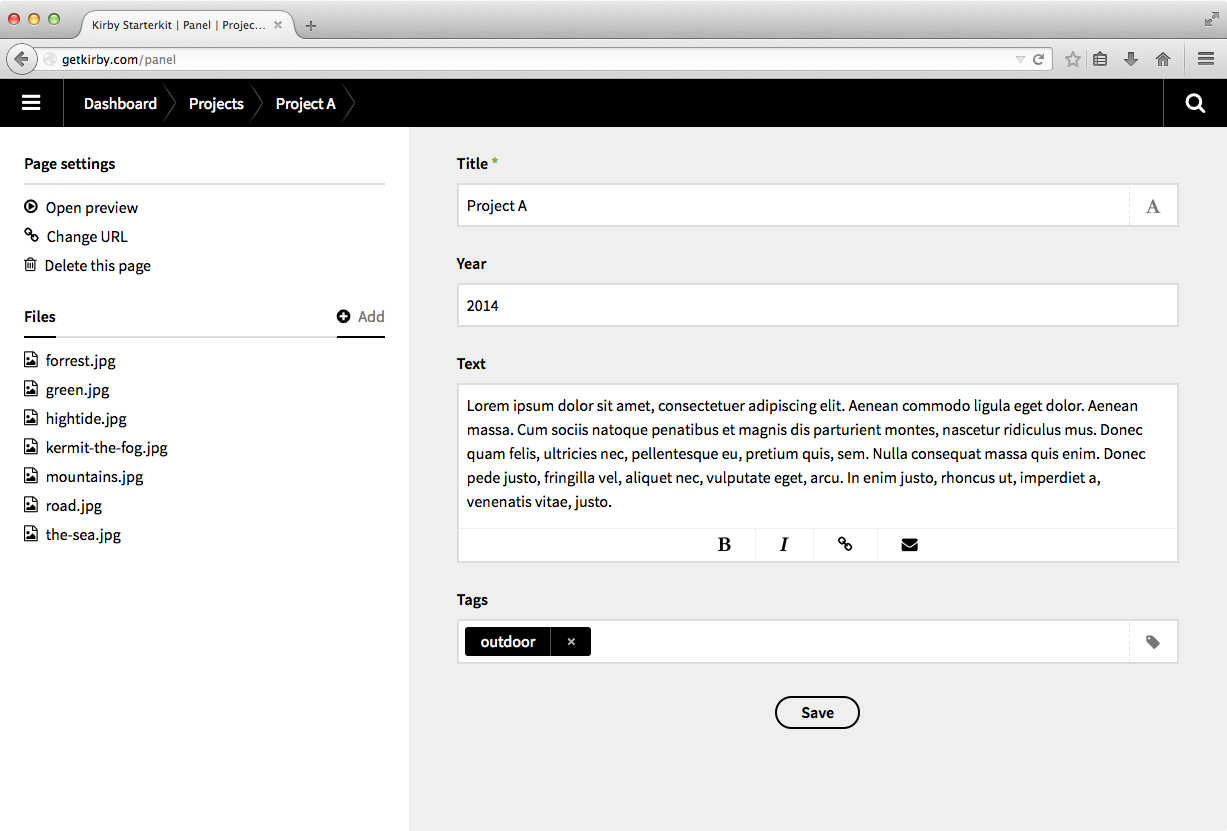 Kirby Starterkit | Panel | Projec...
getkirby.com/panel
Dashboard Projects Project A
Page settings
Open preview
Change URL
Delete this page
Files Add
forrest.jpg
green.jpg
hightide.jpg
kermit-the-fog.jpg
mountains.jpg
road.jpg
the-sea.jpg
Title *
Project A A
Year
2014
Text
Lorem ipsum dolor sit amet, consectetuer adipiscing elit. Aenean commodo ligula eget dolor. Aenean
massa. Cum sociis natoque penatibus et magnis dis parturient montes, nascetur ridiculus mus. Donec
quam felis, ultricies nec, pellentesque eu, pretium quis, sem. Nulla consequat massa quis enim. Donec
pede justo, fringilla vel, aliquet nec, vulputate eget, arcu. In enim justo, rhoncus ut, imperdiet a,
venenatis vitae, justo.
B I
Tags
outdoor ×
Save